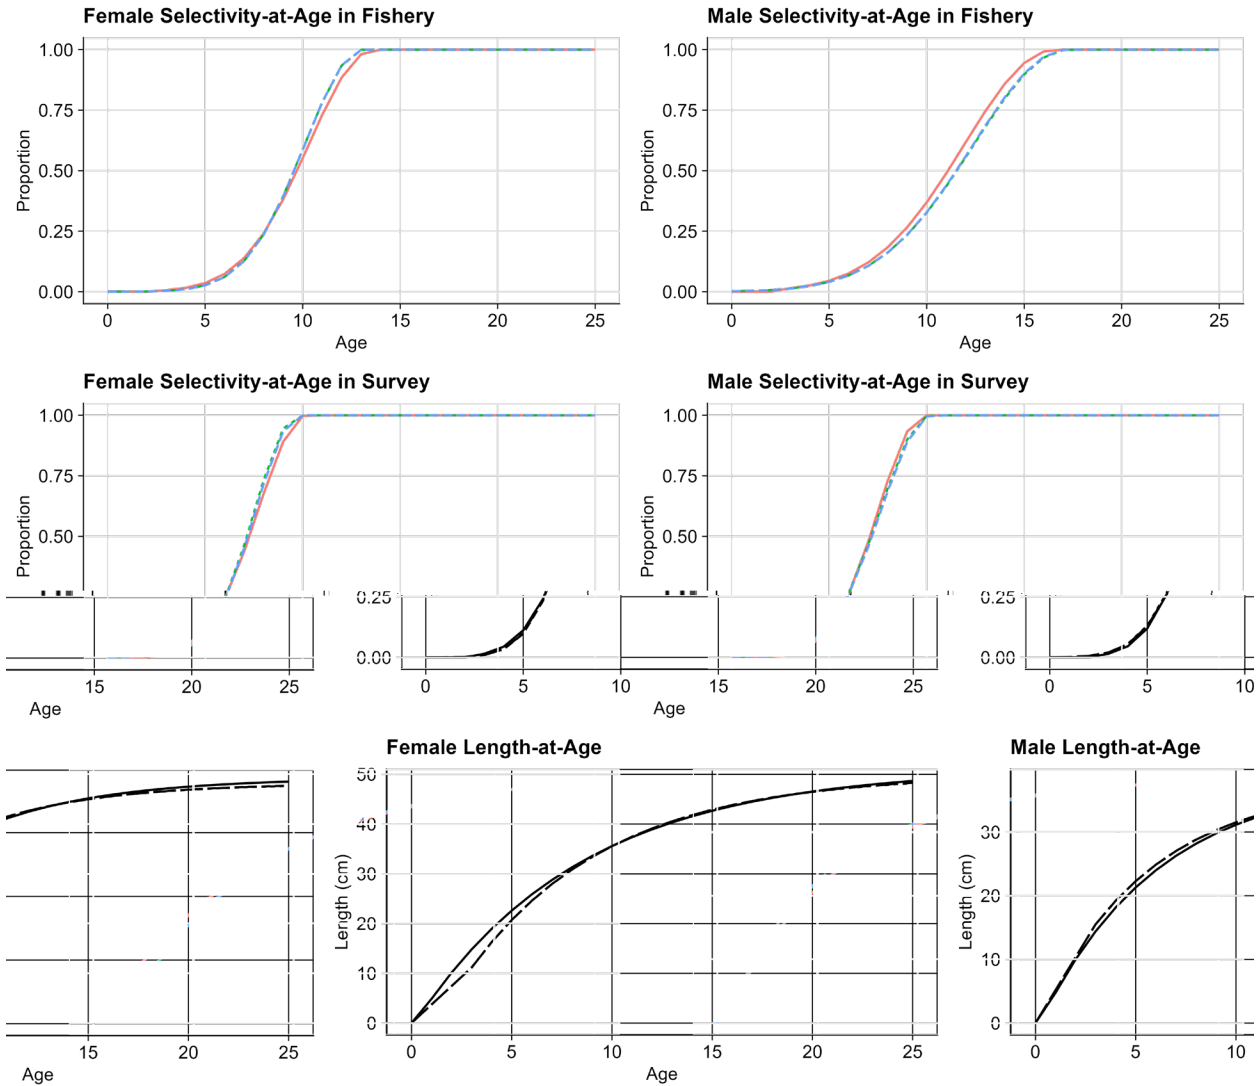 Female Selectivity-at-Age in Fishery
Male Selectivity-at-Age in Fishery
1.00
0.75
0.50
0.25
0.00
Proportion
0 5 10 15 20 25
Age
1.00
0.75
0.50
0.25
0.00
Proportion
0 5 10 15 20 25
Age
Female Selectivity-at-Age in Survey
Male Selectivity-at-Age in Survey
1.00
0.75
0.50
Proportion
1.00
0.75
0.50
Proportion
0.25
0.00
0.25
0.00
15 20 25 0 5 10 15 20 25 0 5 10
Age
Age
Female Length-at-Age
Male Length-at-Age
50
40
30
20
10
0
Length (cm)
30
20
10
0
Length (cm)
15 20 25 0 5 10 15 20 25 0 5 10
Age
Age